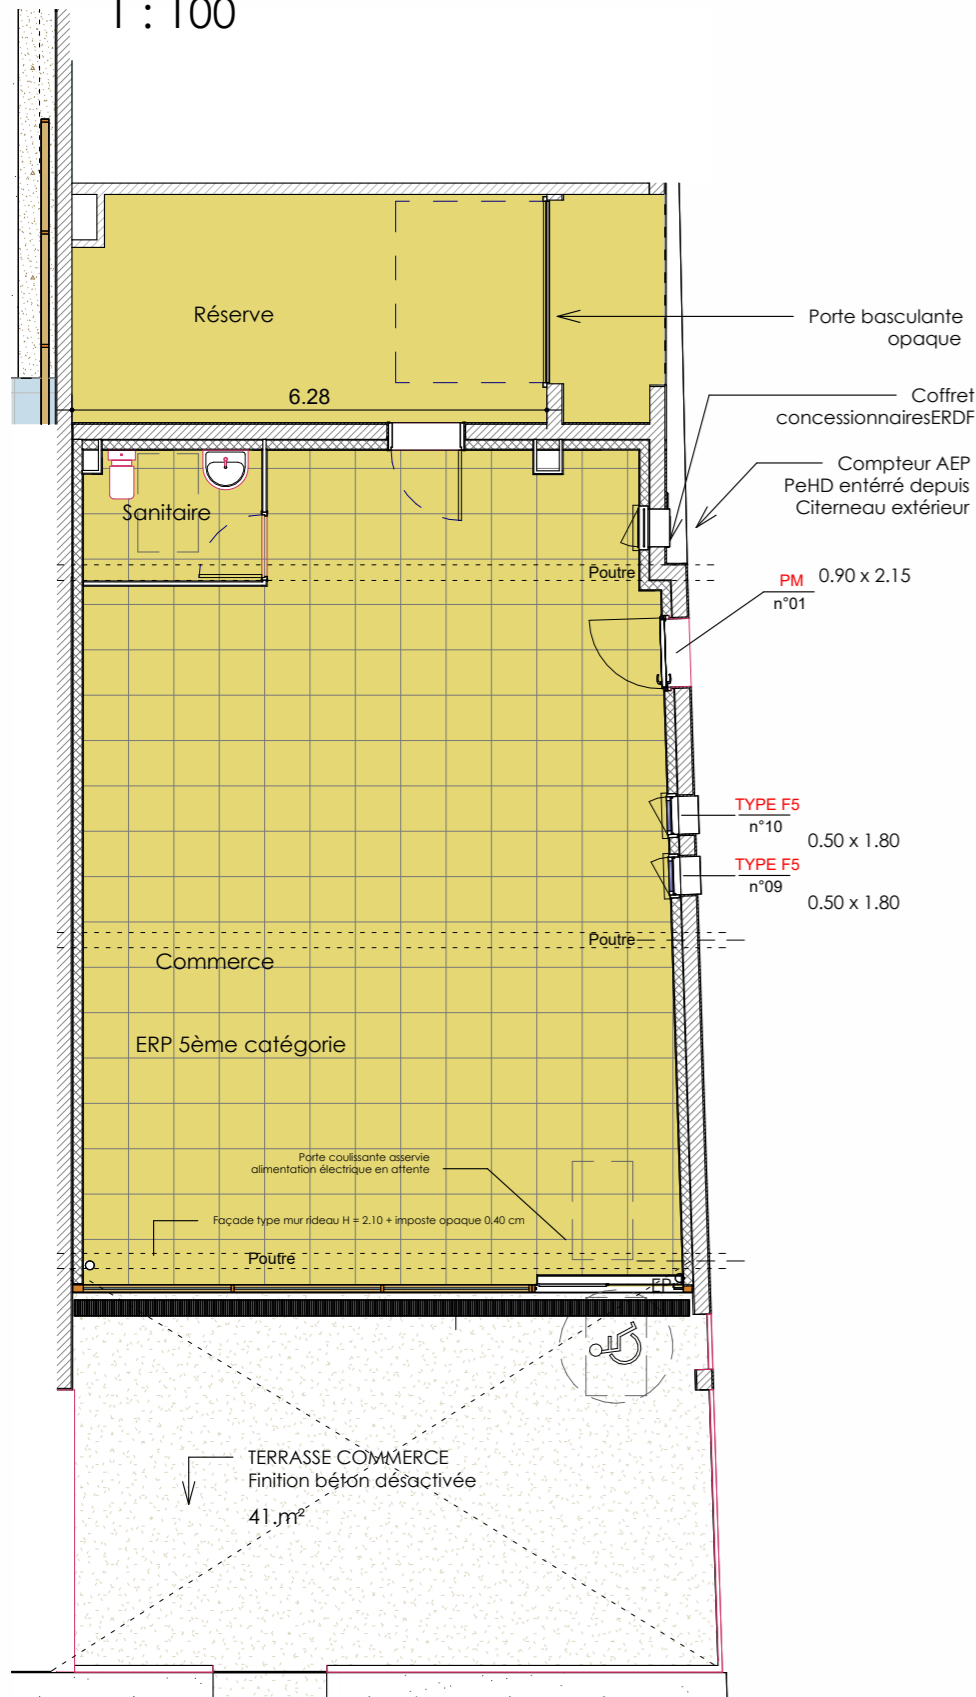 1 : 100
Réserve
Porte basculante
opaque
6.28
Coffret
concessionnairesERDF
Compteur AEP
PeHD entérré depuis
Citerneau extérieur
Sanitaire
Poutre
PM 0.90 x 2.15
n°01
TYPE F5
n°10
0.50 x 1.80
TYPE F5
n°09
0.50 x 1.80
Poutre
Commerce
ERP 5ème catégorie
Porte coulissante asservie
alimentation électrique en attente
Façade type mur rideau H = 2.10 + imposte opaque 0.40 cm
Poutre
EP
TERRASSE COMMERCE
Finition béton désactivée
41.m²